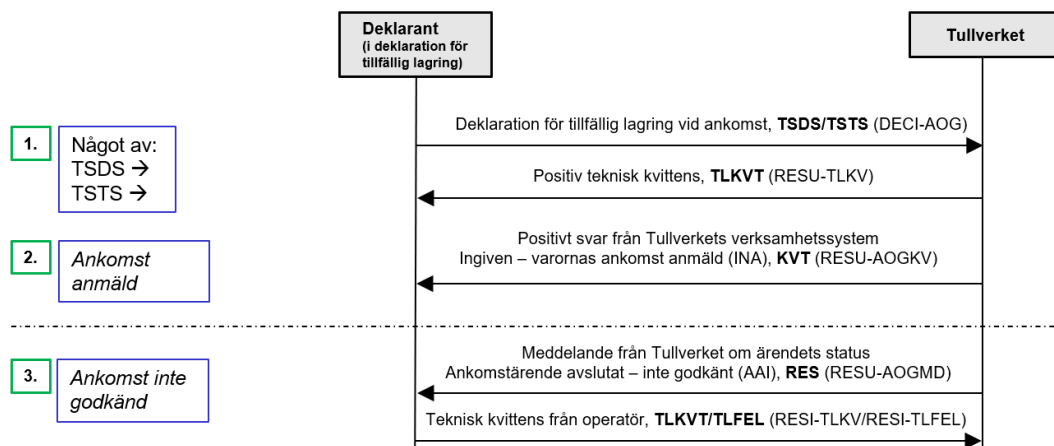 Deklarant
(i deklaration för
tillfällig lagring)
Tullverket
1.
Något av:
TSDS →
TSTS →
Deklaration för tillfällig lagring vid ankomst, TSDS/TSTS (DECI-AOG)
Positiv teknisk kvittens, TLKVT (RESU-TLKV)
2.
Ankomst
anmäld
Positivt svar från Tullverkets verksamhetssystem
Ingiven – varornas ankomst anmäld (INA), KVT (RESU-AOGKV)
3.
Ankomst inte
godkänd
Meddelande från Tullverket om ärendets status
Ankomstärende avslutat – inte godkänt (AAI), RES (RESU-AOGMD)
Teknisk kvittens från operatör, TLKVT/TLFEL (RESI-TLKV/RESI-TLFEL)